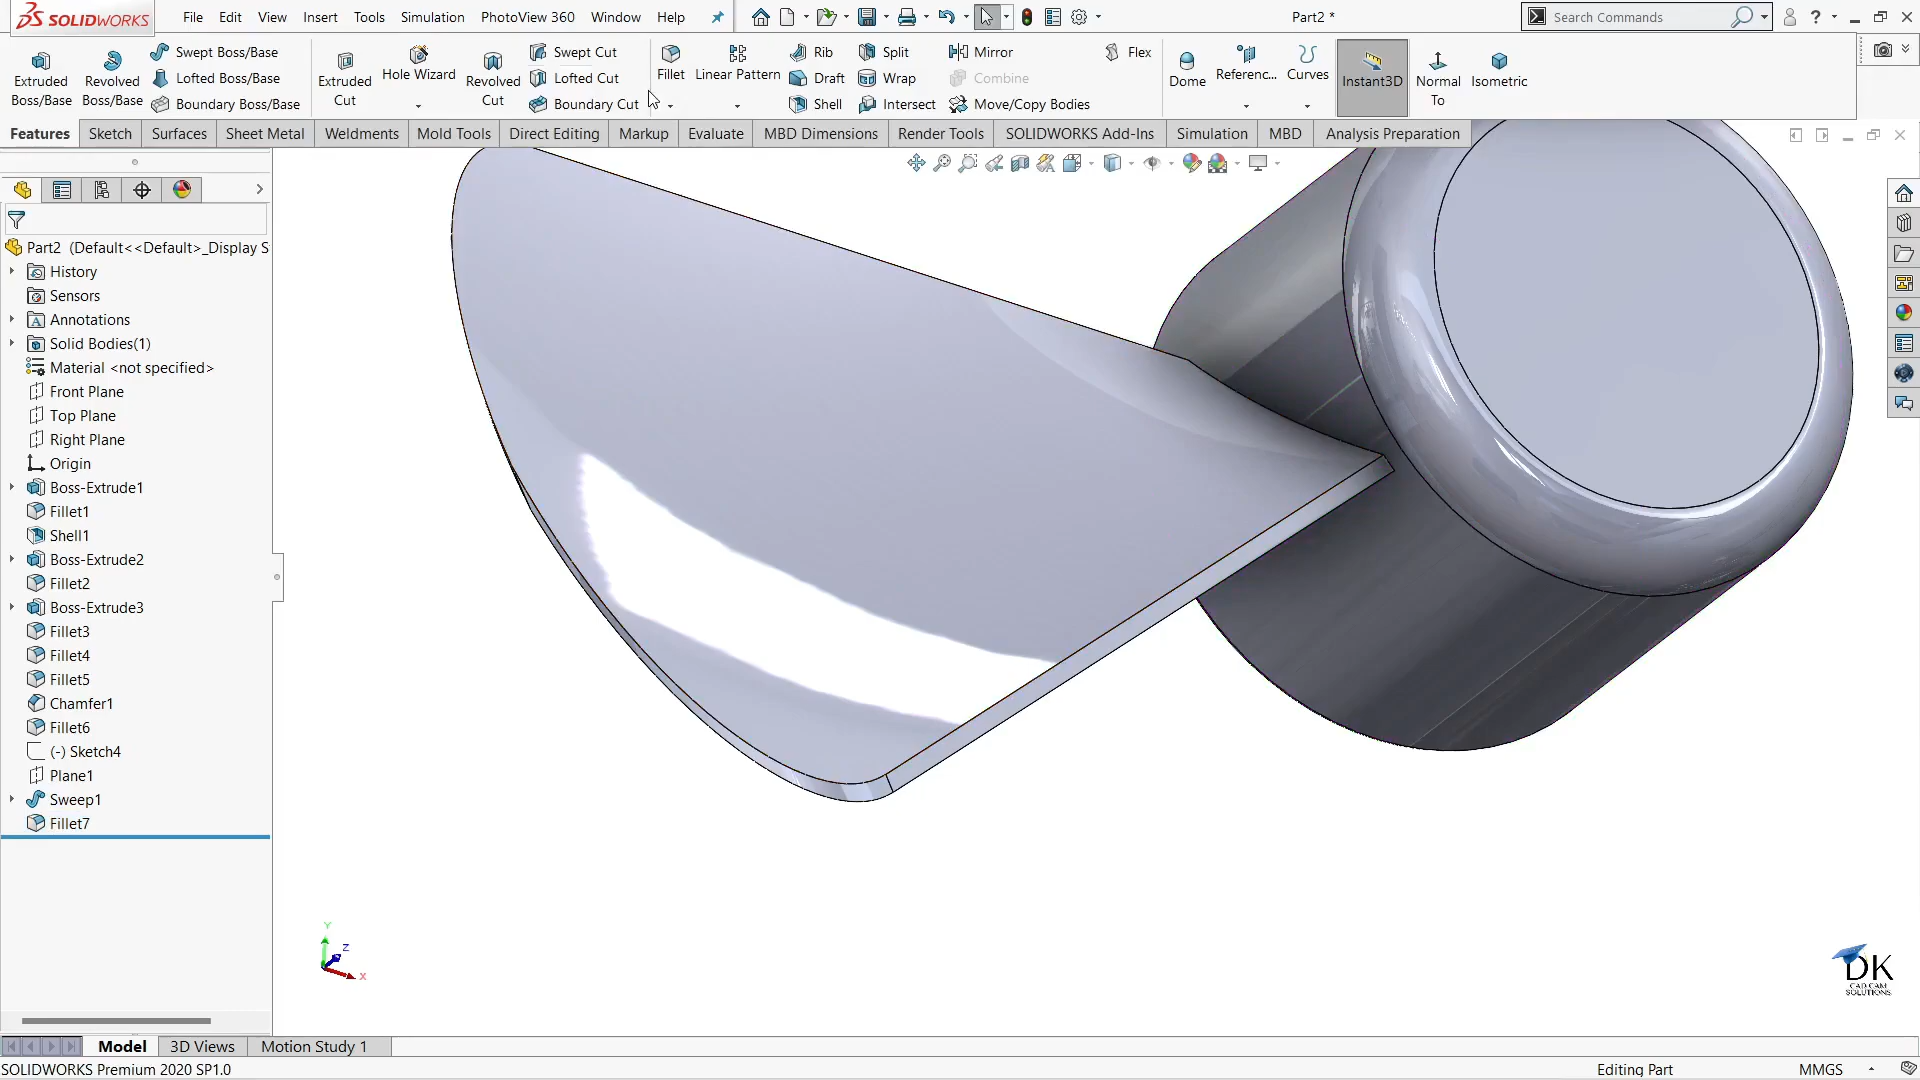 SOLIDWORKS File Edit View Insert Tools Simulation PhotoView 360 Window Help Part2 * Search Commands
Extruded Boss/Base
Revolved Boss/Base
Swept Boss/Base
Lofted Boss/Base
Boundary Boss/Base
Extruded Cut
Hole Wizard
Revolved Cut
Swept Cut
Lofted Cut
Boundary Cut
Fillet
Linear Pattern
Rib
Draft
Shell
Split
Wrap
Intersect
Mirror
Combine
Move/Copy Bodies
Flex
Dome
Referenc...
Curves
Instant3D
Normal To
Isometric
Features Sketch Surfaces Sheet Metal Weldments Mold Tools Direct Editing Markup Evaluate MBD Dimensions Render Tools SOLIDWORKS Add-Ins Simulation MBD Analysis Preparation
Part2 (Default<<Default>_Display S
History
Sensors
Annotations
Solid Bodies(1)
Material <not specified>
Front Plane
Top Plane
Right Plane
Origin
Boss-Extrude1
Fillet1
Shell1
Boss-Extrude2
Fillet2
Boss-Extrude3
Fillet3
Fillet4
Fillet5
Chamfer1
Fillet6
(-) Sketch4
Plane1
Sweep1
Fillet7
Y
Z
X
DK
CAD CAM
SOLUTIONS
Model 3D Views Motion Study 1
SOLIDWORKS Premium 2020 SP1.0 Editing Part MMGS